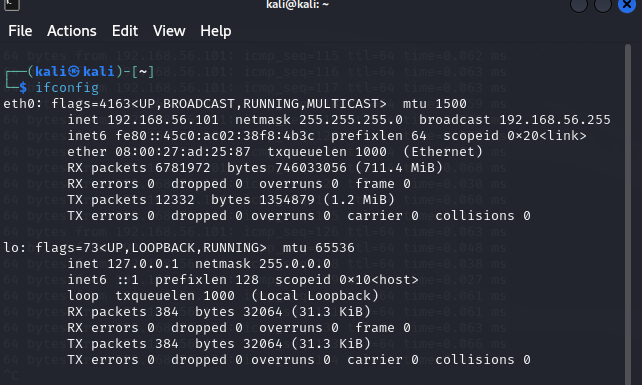 kali@kali: ~
File Actions Edit View Help
┌──(kali㉿kali)-[~]
└─$ ifconfig
eth0: flags=4163<UP,BROADCAST,RUNNING,MULTICAST>  mtu 1500
        inet 192.168.56.101  netmask 255.255.255.0  broadcast 192.168.56.255
        inet6 fe80::45c0:ac02:38f8:4b3c  prefixlen 64  scopeid 0×20<link>
        ether 08:00:27:ad:25:87  txqueuelen 1000  (Ethernet)
        RX packets 6781972  bytes 746033056 (711.4 MiB)
        RX errors 0  dropped 0  overruns 0  frame 0
        TX packets 12332  bytes 1354879 (1.2 MiB)
        TX errors 0  dropped 0 overruns 0  carrier 0  collisions 0

lo: flags=73<UP,LOOPBACK,RUNNING>  mtu 65536
        inet 127.0.0.1  netmask 255.0.0.0
        inet6 ::1  prefixlen 128  scopeid 0×10<host>
        loop  txqueuelen 1000  (Local Loopback)
        RX packets 384  bytes 32064 (31.3 KiB)
        RX errors 0  dropped 0  overruns 0  frame 0
        TX packets 384  bytes 32064 (31.3 KiB)
        TX errors 0  dropped 0 overruns 0  carrier 0  collisions 0